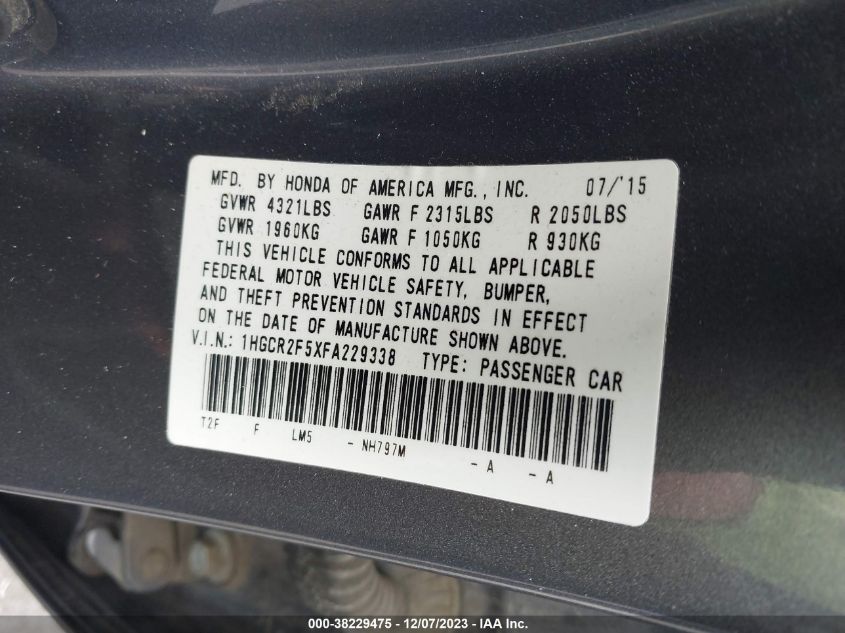 MFD. BY HONDA OF AMERICA MFG., INC. 07/'15
GVWR 4321LBS GAWR F 2315LBS R 2050LBS
GVWR 1960KG GAWR F 1050KG R 930KG
THIS VEHICLE CONFORMS TO ALL APPLICABLE
FEDERAL MOTOR VEHICLE SAFETY, BUMPER,
AND THEFT PREVENTION STANDARDS IN EFFECT
ON THE DATE OF MANUFACTURE SHOWN ABOVE.
V.I.N.: 1HGCR2F5XFA229338 TYPE: PASSENGER CAR
T2F F LM5 - NH797M - A - A
000-38229475 - 12/07/2023 - IAA Inc.